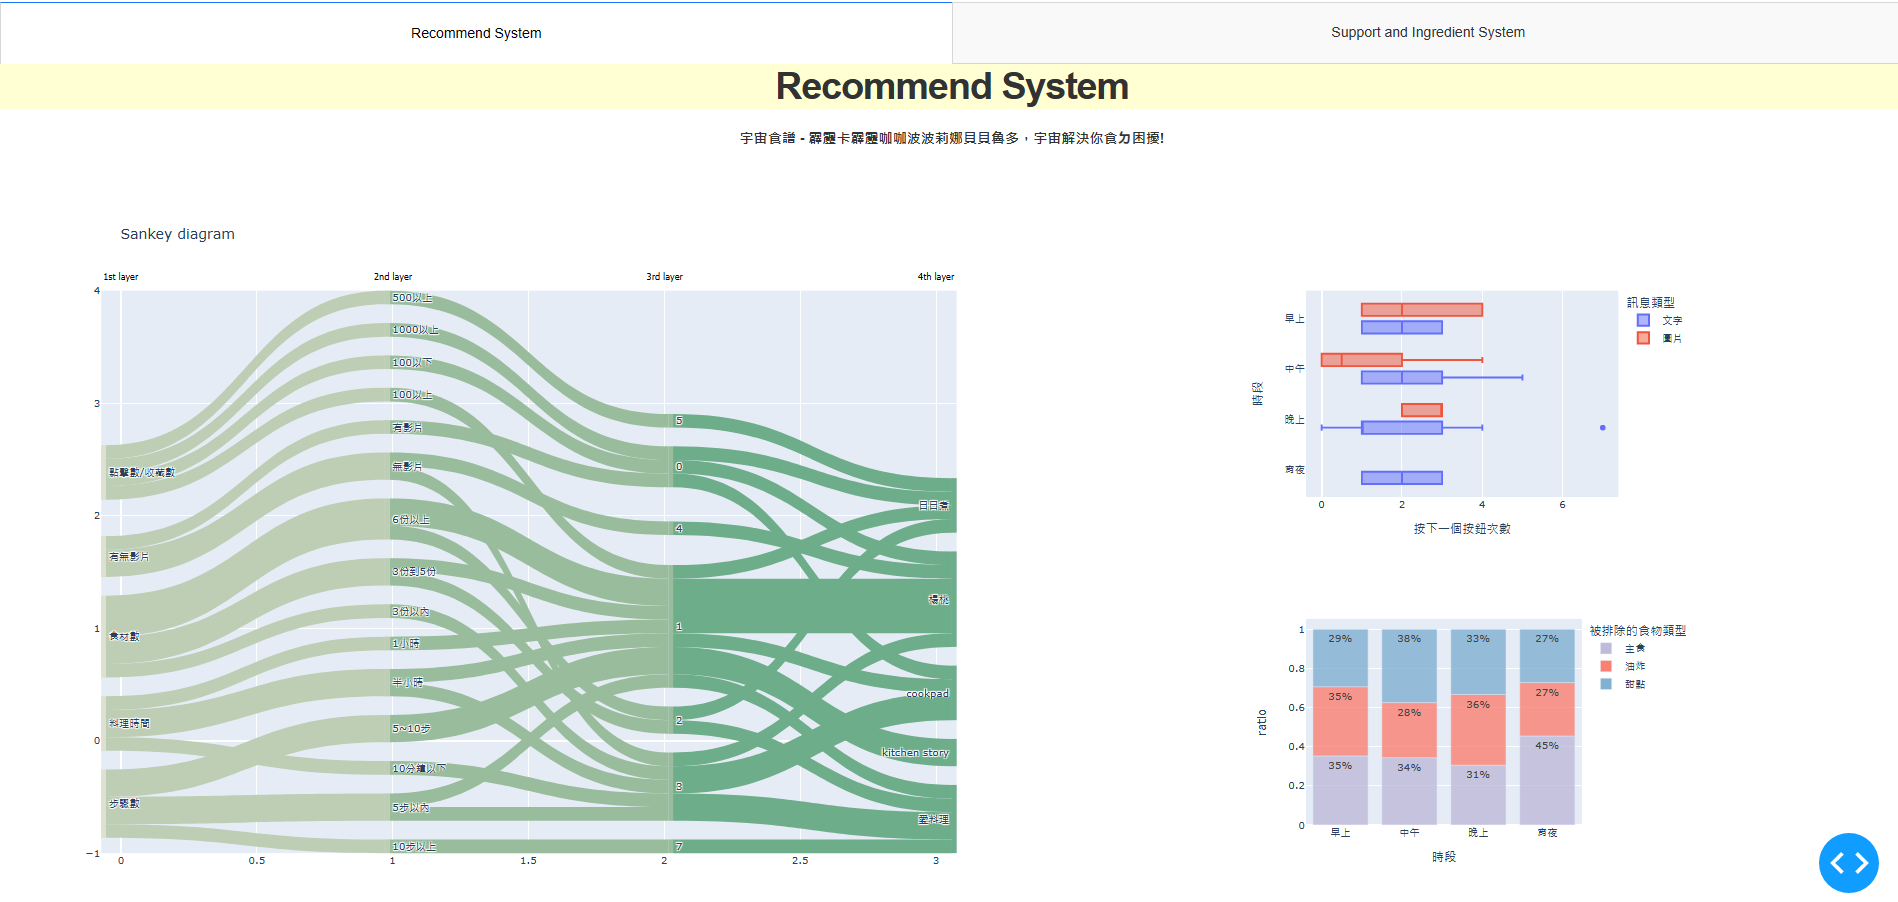 Recommend System
Support and Ingredient System
Recommend System
宇宙食譜 - 霹靂卡霹靂咖咖波波莉娜貝貝魯多，宇宙解決你食ㄉ困擾!
Sankey diagram
1st layer
2nd layer
3rd layer
4th layer
點擊數/收藏數
有無影片
食材數
料理時間
步驟數
500以上
1000以上
100以下
100以上
有影片
無影片
6份以上
3份到5份
3份以內
1小時
半小時
5~10步
10分鐘以下
5步以內
10步以上
5
0
4
1
2
3
7
日日煮
楊桃
cookpad
kitchen story
愛料理
4
3
2
1
0
−1
0
0.5
1
1.5
2
2.5
3
時段
早上
中午
晚上
宵夜
0
2
4
6
按下一個按鈕次數
訊息類型
文字
圖片
ratio
1
0.8
0.6
0.4
0.2
0
29%
38%
33%
27%
35%
28%
36%
27%
35%
34%
31%
45%
早上
中午
晚上
宵夜
時段
被排除的食物類型
主食
油炸
甜點